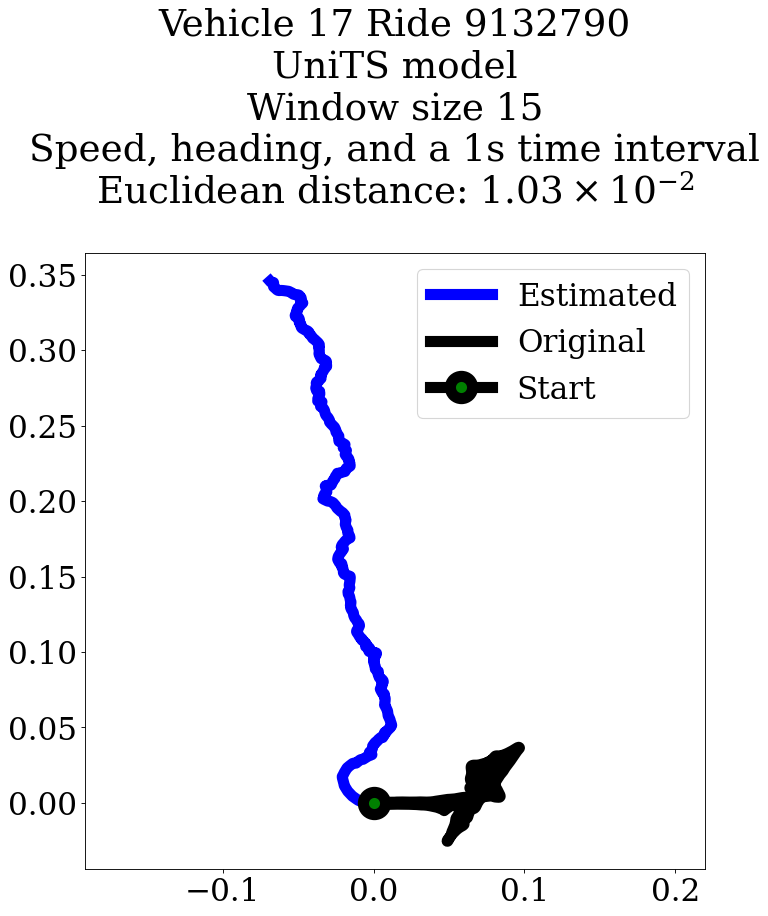 Vehicle 17 Ride 9132790
UniTS model
Window size 15
Speed, heading, and a 1s time interval
Euclidean distance: 1.03 × 10⁻²
Estimated
Original
Start
0.35
0.30
0.25
0.20
0.15
0.10
0.05
0.00
−0.1
0.0
0.1
0.2